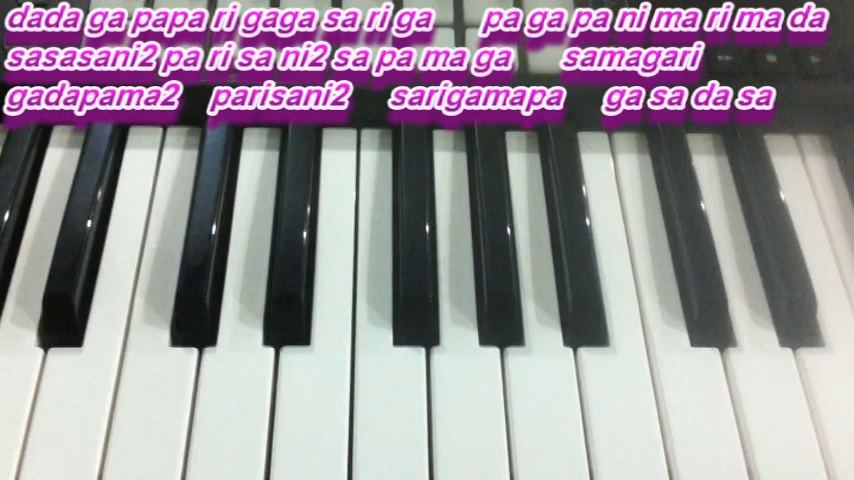 dada ga papa ri gaga sa ri ga pa ga pa ni ma ri ma da
sasasani2 pa ri sa ni2 sa pa ma ga samagari
gadapama2 parisani2 sarigamapa ga sa da sa